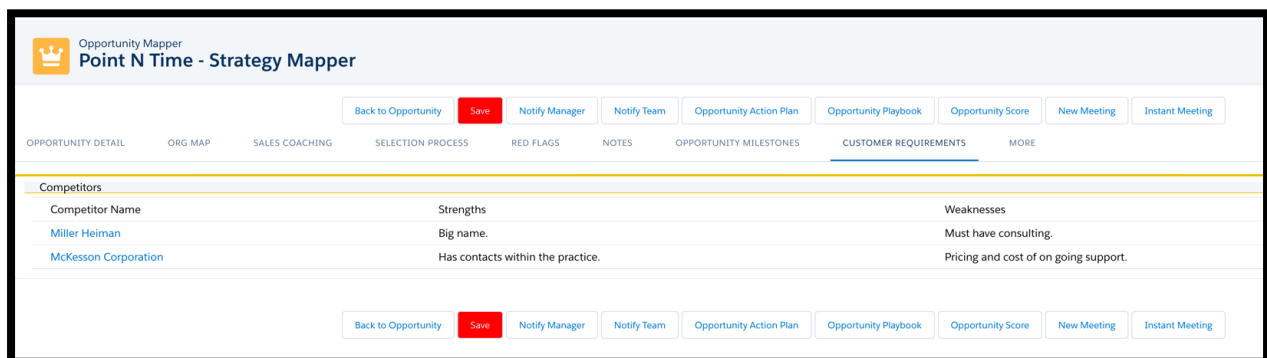 Opportunity Mapper
Point N Time - Strategy Mapper
Back to Opportunity Save Notify Manager Notify Team Opportunity Action Plan Opportunity Playbook Opportunity Score New Meeting Instant Meeting
OPPORTUNITY DETAIL ORG MAP SALES COACHING SELECTION PROCESS RED FLAGS NOTES OPPORTUNITY MILESTONES CUSTOMER REQUIREMENTS MORE
Competitors
Competitor Name Strengths Weaknesses
Miller Heiman Big name. Must have consulting.
McKesson Corporation Has contacts within the practice. Pricing and cost of on going support.
Back to Opportunity Save Notify Manager Notify Team Opportunity Action Plan Opportunity Playbook Opportunity Score New Meeting Instant Meeting